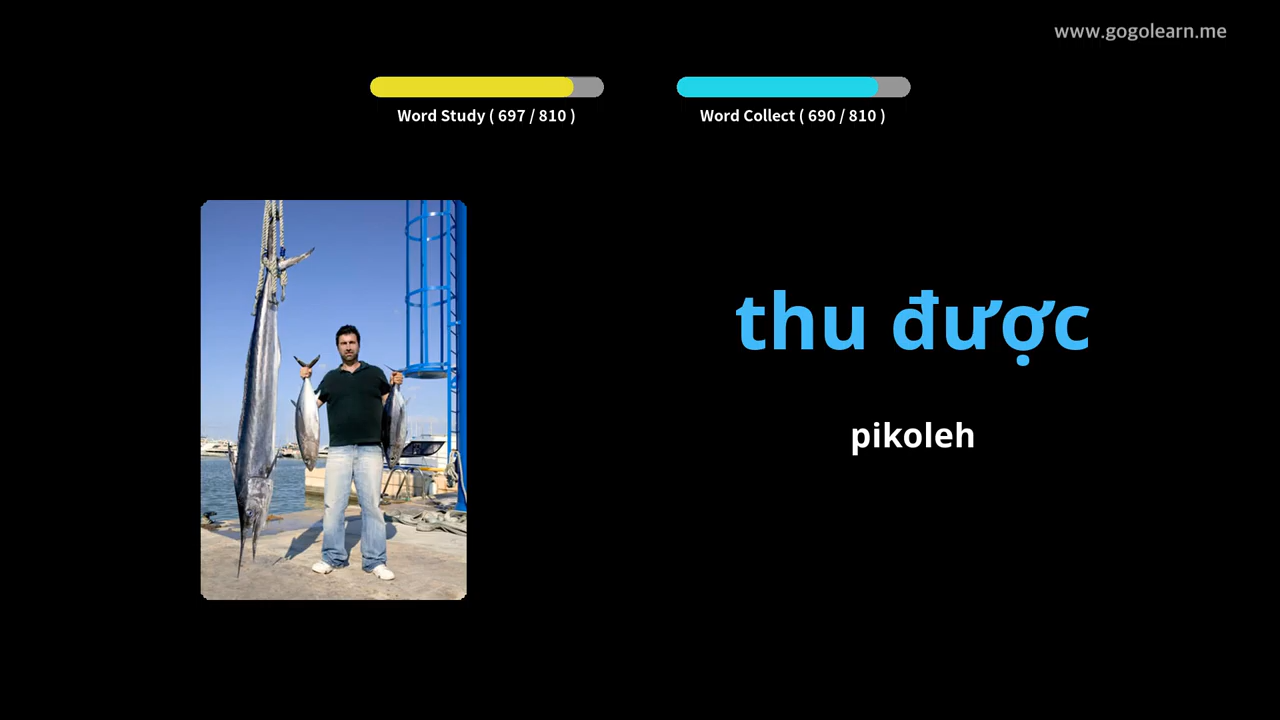 www.gogolearn.me
Word Study ( 697 / 810 )
Word Collect ( 690 / 810 )
thu được
pikoleh